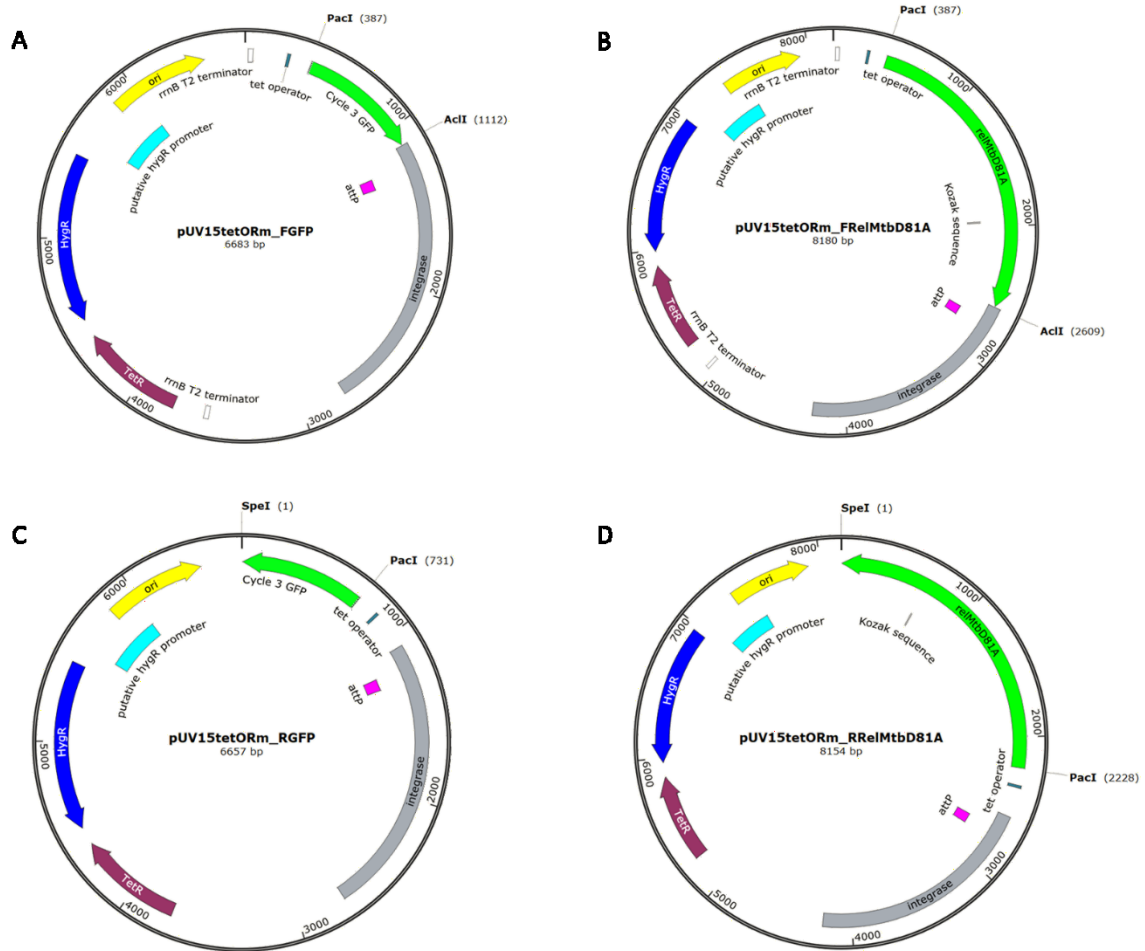 A
PacI (387)
6000
ori
rrnB T2 terminator
tet operator
Cycle 3 GFP
1000
AclI (1112)
putative hygR promoter
attP
HygR
pUV15tetORm_FGFP
6683 bp
5000
integrase
2000
TetR
rrnB T2 terminator
4000
3000
B
PacI (387)
8000
ori
rrnB T2 terminator
tet operator
1000
7000
putative hygR promoter
relMtbD81A
HygR
Kozak sequence
2000
pUV15tetORm_FRelMtbD81A
8180 bp
6000
attP
TetR
rrnB T2 terminator
AclI (2609)
3000
5000
integrase
4000
C
SpeI (1)
PacI (731)
6000
ori
Cycle 3 GFP
tet operator
1000
putative hygR promoter
attP
HygR
pUV15tetORm_RGFP
6657 bp
5000
integrase
2000
TetR
4000
3000
D
SpeI (1)
8000
ori
1000
7000
putative hygR promoter
Kozak sequence
relMtbD81A
HygR
pUV15tetORm_RRelMtbD81A
8154 bp
2000
6000
PacI (2228)
tet operator
attP
TetR
3000
5000
integrase
4000